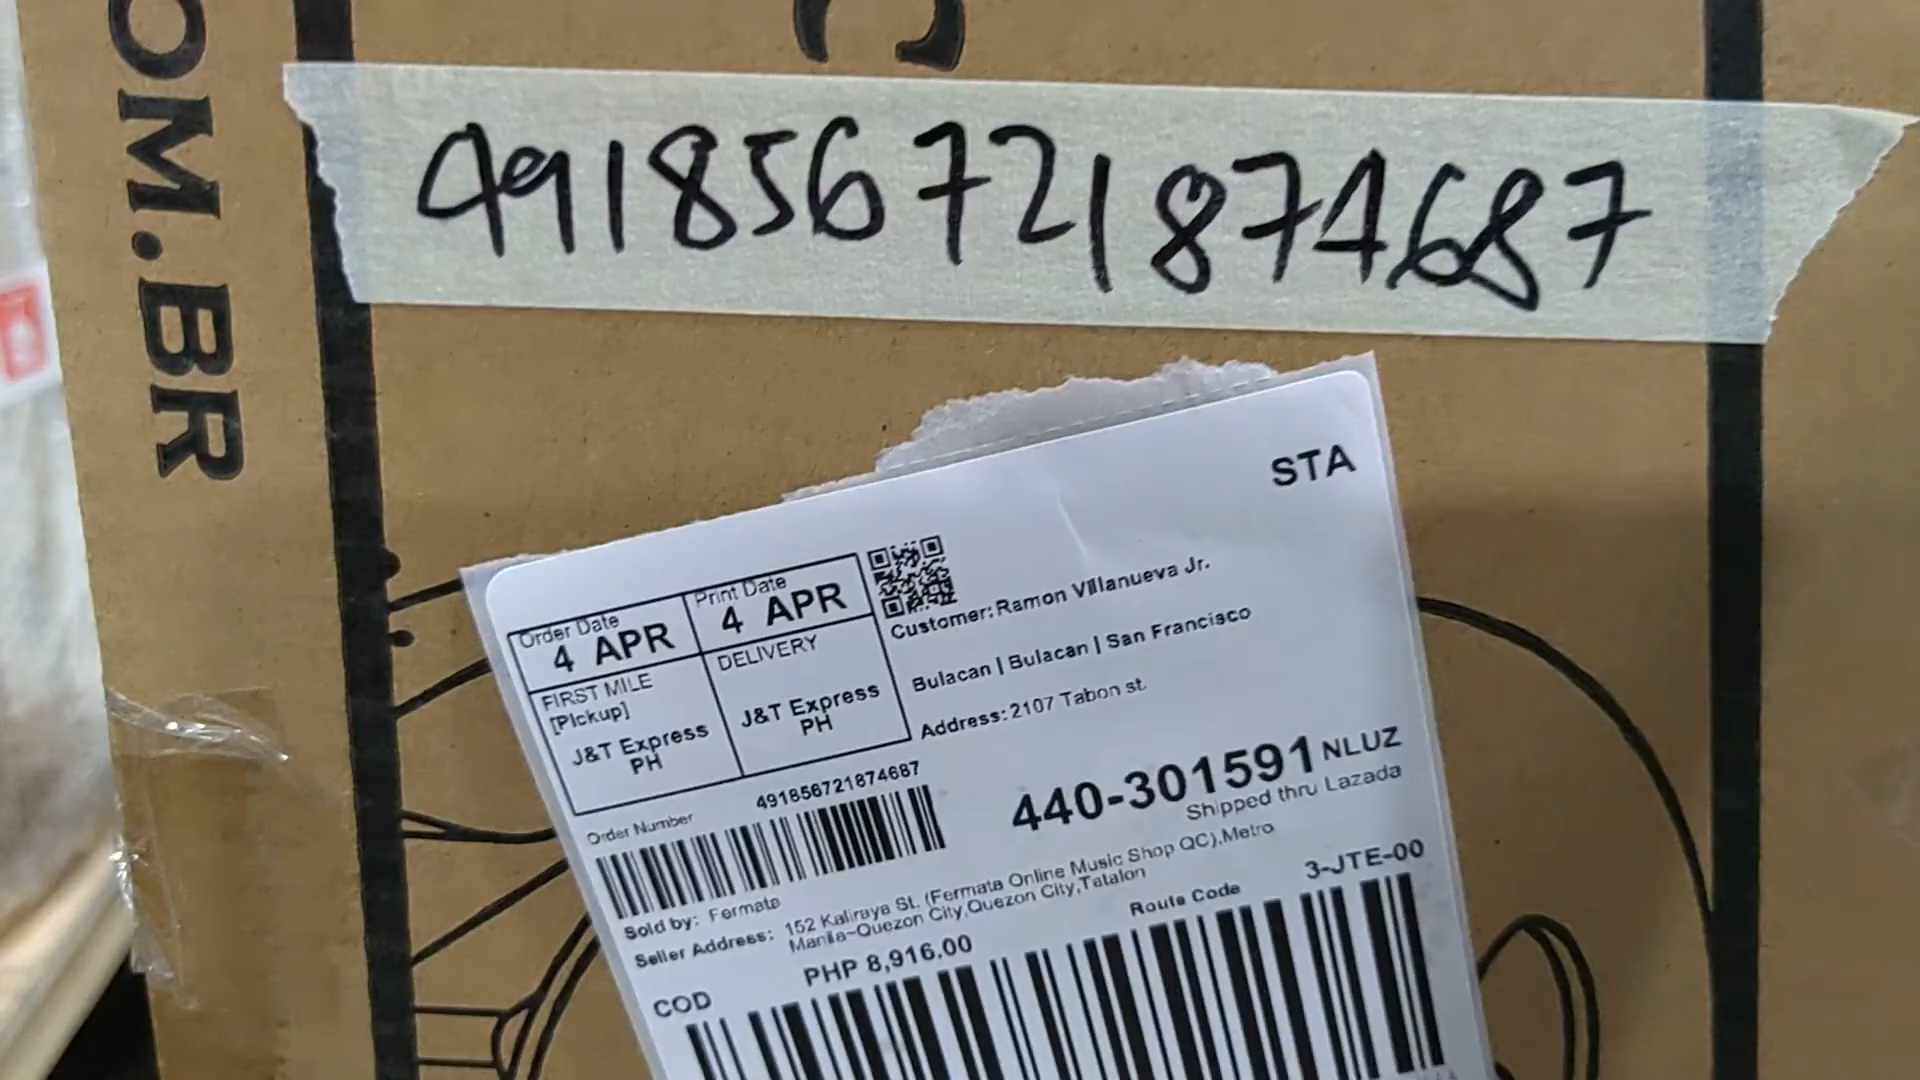 OM.BR
491856721874687
STA
Order Date
4 APR
Print Date
4 APR
FIRST MILE
[Pickup]
J&T Express
PH
DELIVERY
J&T Express
PH
Customer: Ramon Villanueva Jr.
Bulacan | Bulacan | San Francisco
Address: 2107 Tabon st.
440-301591 NLUZ
Shipped thru Lazada
Order Number
491856721874687
Sold by: Fermata
Seller Address: 152 Kaliraya St. (Fermata Online Music Shop QC),Metro
Manila~Quezon City,Quezon City,Tatalon
Route Code
3-JTE-00
COD
PHP 8,916.00